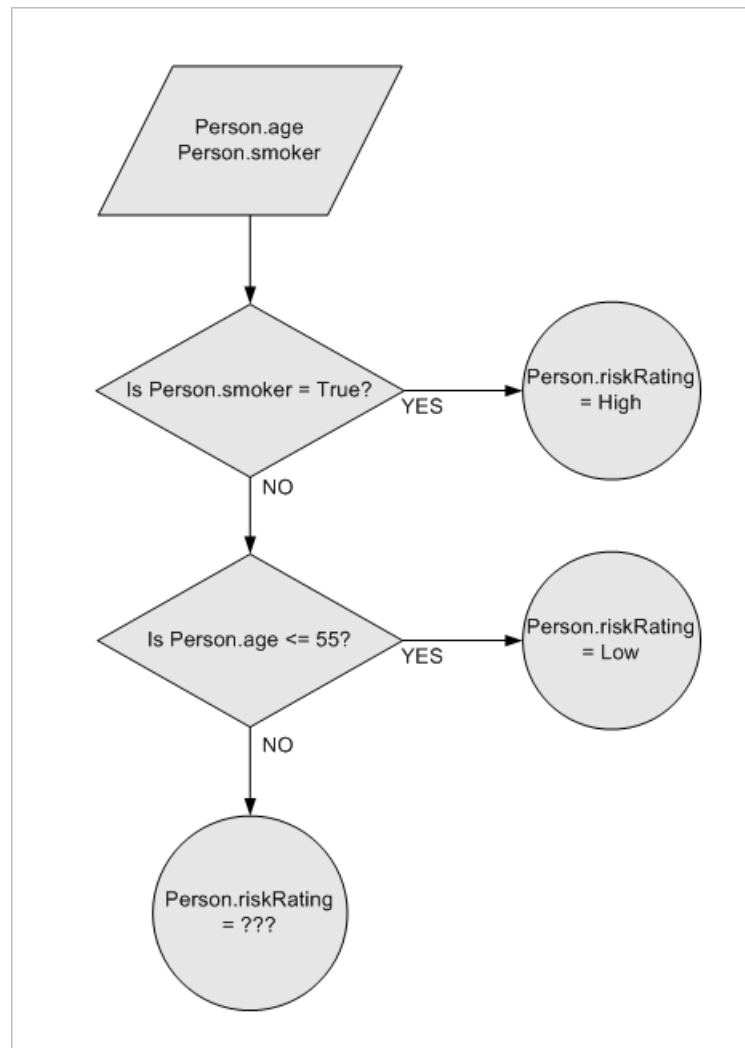 Person.age
Person.smoker
Is Person.smoker = True?
YES
Person.riskRating
= High
NO
Is Person.age <= 55?
YES
Person.riskRating
= Low
NO
Person.riskRating
= ???